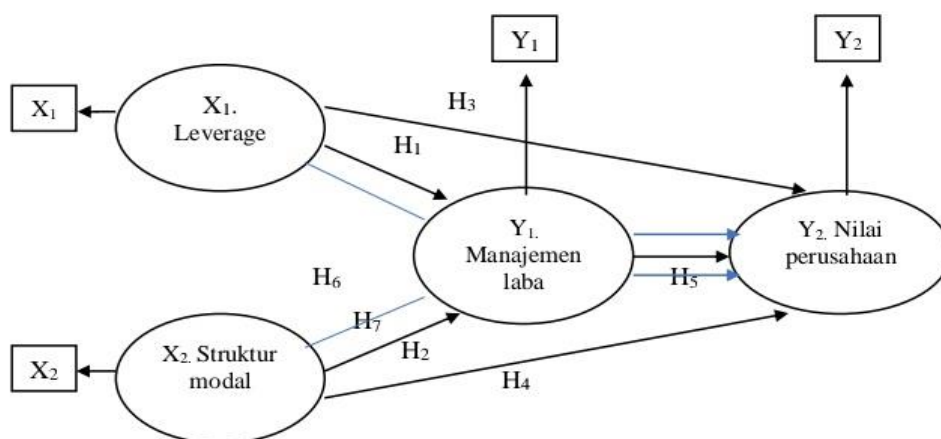 Y₁
Y₂
X₁
X₁.
Leverage
H₃
H₁
Y₁.
Manajemen
laba
Y₂. Nilai
perusahaan
H₅
H₆
H₇
H₂
X₂
X₂. Struktur
modal
H₄